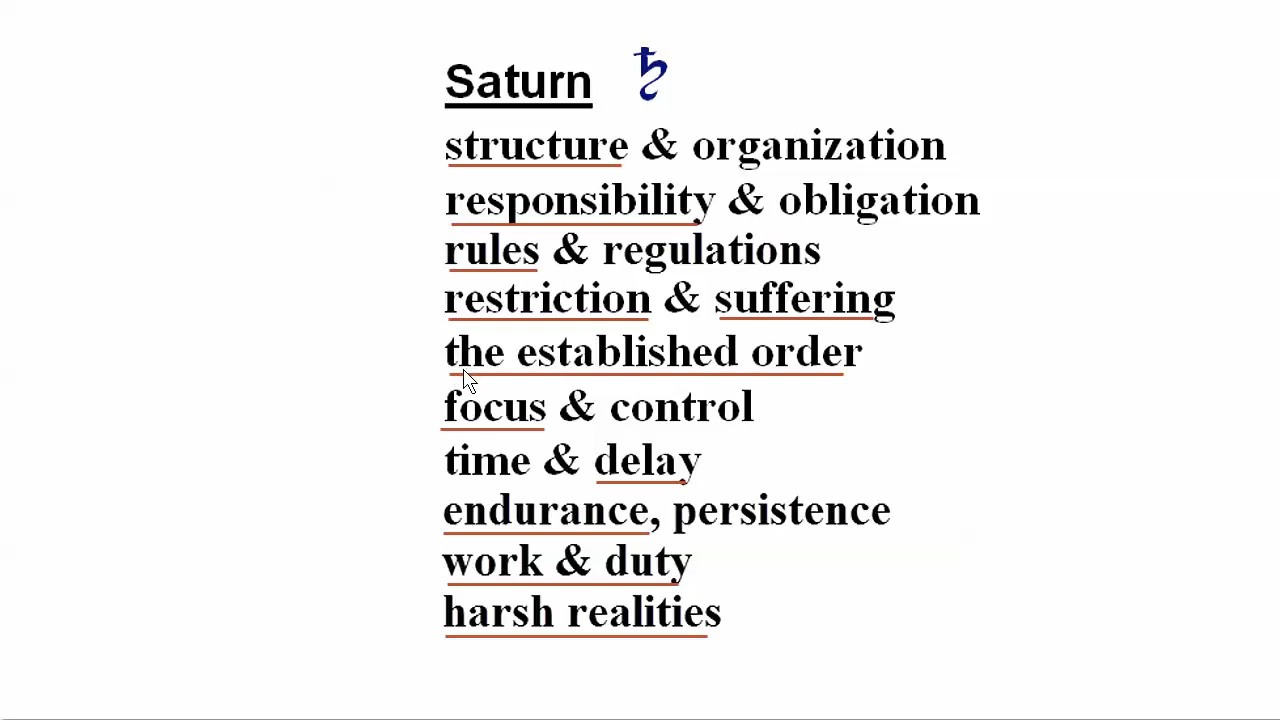 Saturn ♄
structure & organization
responsibility & obligation
rules & regulations
restriction & suffering
the established order
focus & control
time & delay
endurance, persistence
work & duty
harsh realities